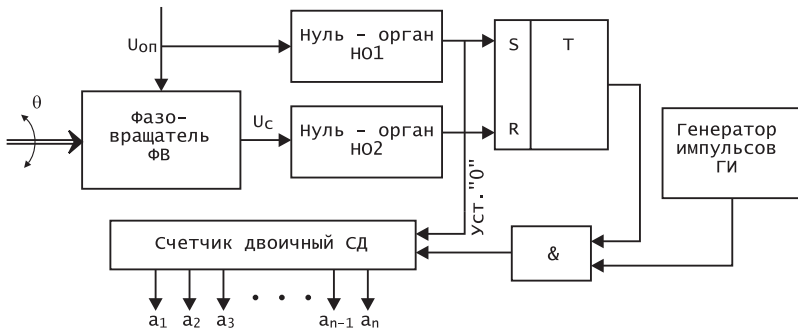 Uоп
Нуль – орган
НО1
S
T
θ
Фазо-
вращатель
ФВ
Uс
Нуль – орган
НО2
R
Генератор
импульсов
ГИ
Уст."0"
Счетчик двоичный СД
&
a1 a2 a3 • • • an-1 an